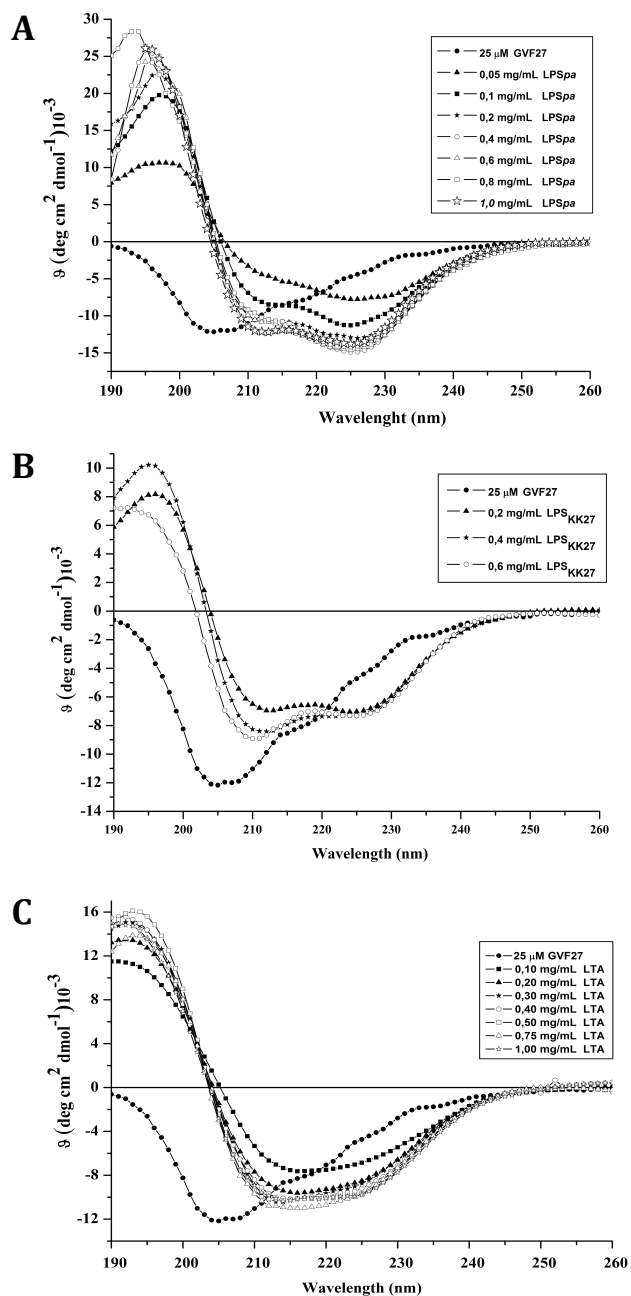 A
30
25
20
15
10
5
0
-5
-10
-15
190 200 210 220 230 240 250 260
ϑ (deg cm² dmol⁻¹)10⁻³
Wavelenght (nm)
25 μM GVF27
0,05 mg/mL LPSpa
0,1 mg/mL LPSpa
0,2 mg/mL LPSpa
0,4 mg/mL LPSpa
0,6 mg/mL LPSpa
0,8 mg/mL LPSpa
1,0 mg/mL LPSpa
B
10
8
6
4
2
0
-2
-4
-6
-8
-10
-12
-14
190 200 210 220 230 240 250 260
ϑ (deg cm² dmol⁻¹)10⁻³
Wavelength (nm)
25 μM GVF27
0,2 mg/mL LPS_KK27
0,4 mg/mL LPS_KK27
0,6 mg/mL LPS_KK27
C
16
12
8
4
0
-4
-8
-12
190 200 210 220 230 240 250 260
ϑ (deg cm² dmol⁻¹)10⁻³
Wavelength (nm)
25 μM GVF27
0,10 mg/mL LTA
0,20 mg/mL LTA
0,30 mg/mL LTA
0,40 mg/mL LTA
0,50 mg/mL LTA
0,75 mg/mL LTA
1,00 mg/mL LTA